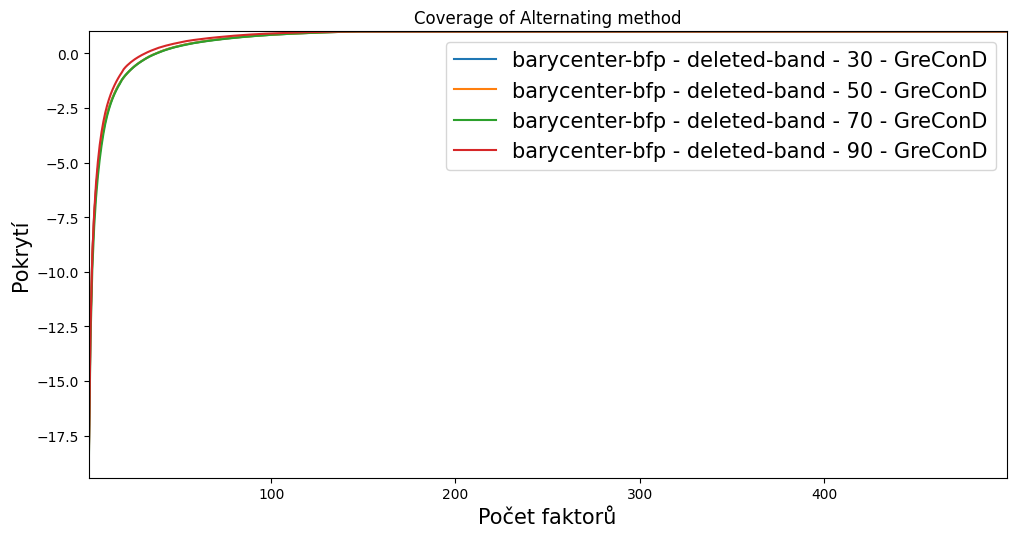 Coverage of Alternating method
barycenter-bfp - deleted-band - 30 - GreConD
barycenter-bfp - deleted-band - 50 - GreConD
barycenter-bfp - deleted-band - 70 - GreConD
barycenter-bfp - deleted-band - 90 - GreConD
Pokrytí
0.0
−2.5
−5.0
−7.5
−10.0
−12.5
−15.0
−17.5
100
200
300
400
Počet faktorů